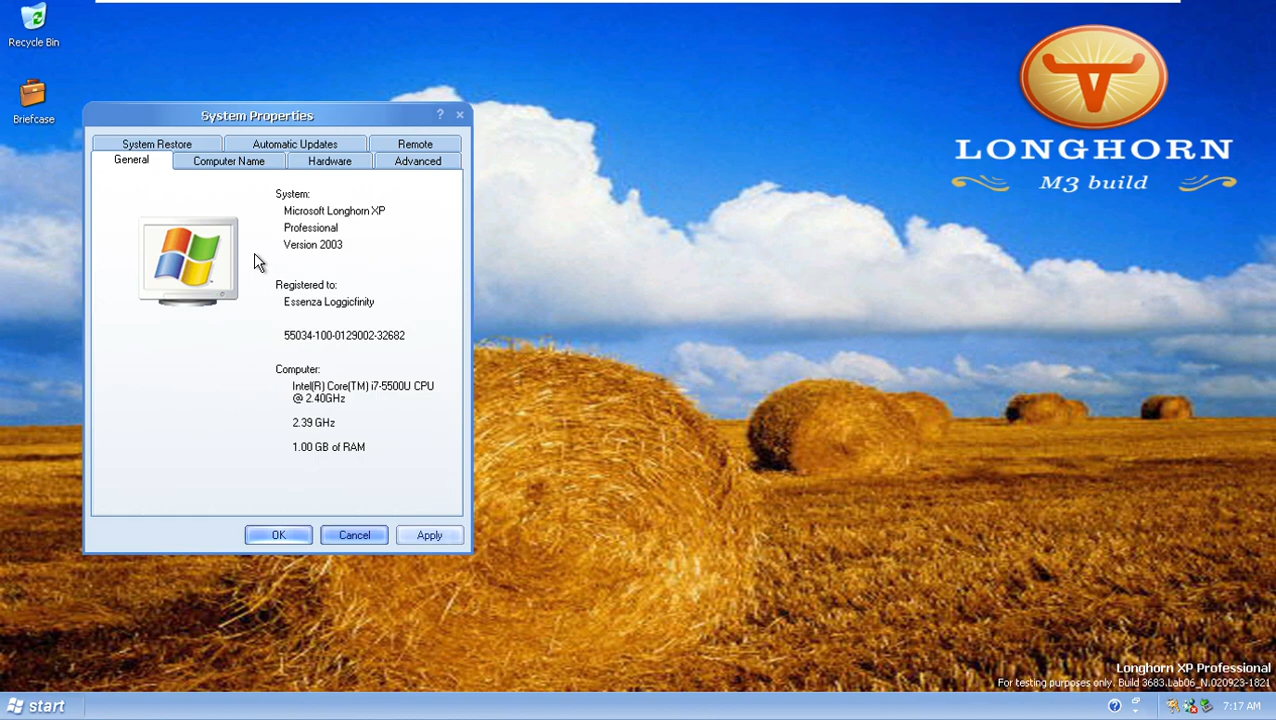 Recycle Bin
Briefcase
System Properties
System Restore
Automatic Updates
Remote
General
Computer Name
Hardware
Advanced
System:
Microsoft Longhorn XP
Professional
Version 2003
Registered to:
Essenza Loggicfinity
55034-100-0129002-32682
Computer:
Intel(R) Core(TM) i7-5500U CPU
@ 2.40GHz
2.39 GHz
1.00 GB of RAM
OK
Cancel
Apply
LONGHORN
M3 build
Longhorn XP Professional
For testing purposes only. Build 3683.Lab06_N.020923-1821
start
7:17 AM